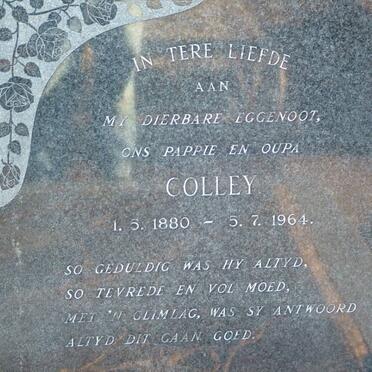 IN TERE LIEFDE
AAN
MY DIERBARE EGGENOOT,
ONS PAPPIE EN OUPA
COLLEY
1. 5. 1880 – 5. 7. 1964.
SO GEDULDIG WAS HY ALTYD,
SO TEVREDE EN VOL MOED,
MET 'N GLIMLAG, WAS SY ANTWOORD
ALTYD DIT GAAN GOED.